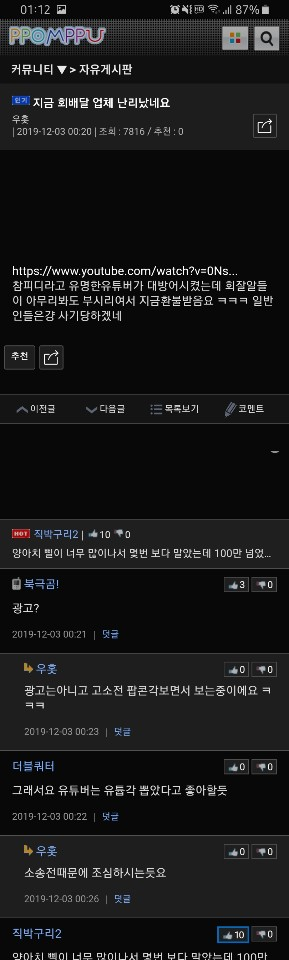 01:12
87%
PPOMPPU
커뮤니티 ▼ > 자유게시판
인기 지금 회배달 업체 난리났네요
우훗
| 2019-12-03 00:20 | 조회 : 7816 / 추천 : 0
https://www.youtube.com/watch?v=0Ns...
참피디라고 유명한유튜버가 대방어시켰는데 회잘알들
이 아무리봐도 부시리여서 지금환불받음요 ㅋㅋㅋ 일반
인들은걍 사기당하겠네
추천
이전글 다음글 목록보기 코멘트
HOT 직박구리2 | 10 0
양아치 삘이 너무 많이나서 몇번 보다 말았는데 100만 넘었...
북극곰!
3 0
광고?
2019-12-03 00:21 | 덧글
우훗
0 0
광고는아니고 고소전 팝콘각보면서 보는중이에요 ㅋ
ㅋㅋ
2019-12-03 00:23 | 덧글
더블쿼터
0 0
그래서요 유튜버는 유튭각 뽑았다고 좋아할듯
2019-12-03 00:22 | 덧글
우훗
0 0
소송전때문에 조심하시는듯요
2019-12-03 00:26 | 덧글
직박구리2
10 0
양아치 삘이 너무 많이나서 몇번 보다 말았는데 100만